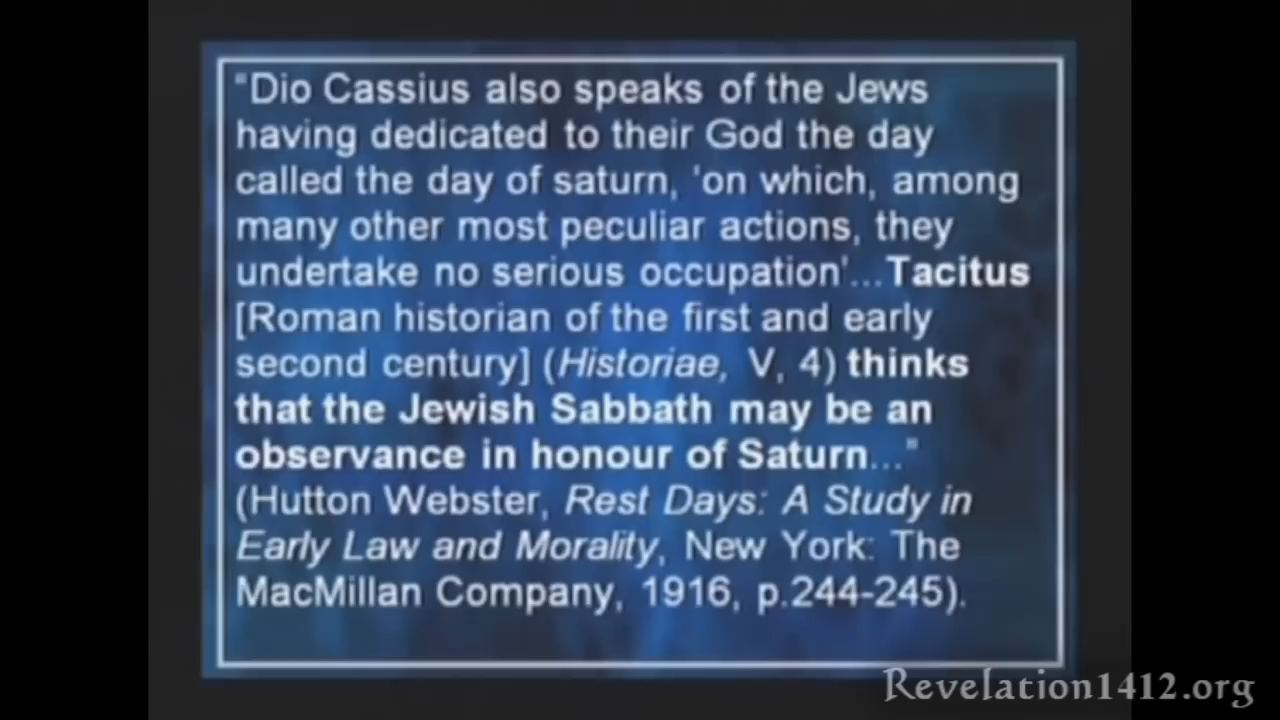 "Dio Cassius also speaks of the Jews
having dedicated to their God the day
called the day of saturn, 'on which, among
many other most peculiar actions, they
undertake no serious occupation'...Tacitus
[Roman historian of the first and early
second century] (Historiae, V, 4) thinks
that the Jewish Sabbath may be an
observance in honour of Saturn..."
(Hutton Webster, Rest Days: A Study in
Early Law and Morality, New York: The
MacMillan Company, 1916, p.244-245).
Revelation1412.org